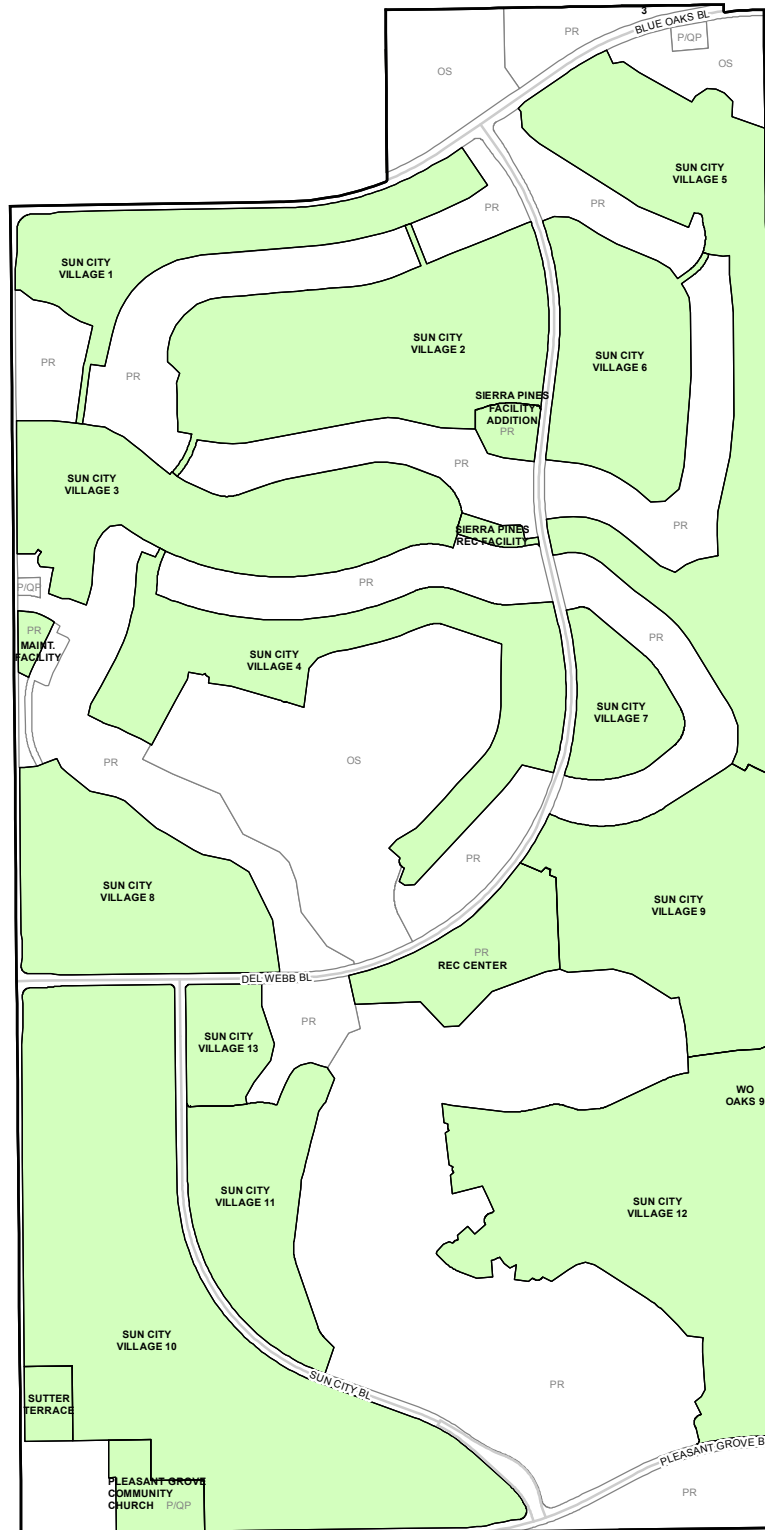 3
BLUE OAKS BL
PR
P/QP
OS
OS
SUN CITY
VILLAGE 5
PR
PR
SUN CITY
VILLAGE 1
SUN CITY
VILLAGE 2
SUN CITY
VILLAGE 6
PR
PR
SIERRA PINES
FACILITY
ADDITION
PR
PR
SUN CITY
VILLAGE 3
PR
SIERRA PINES
REC FACILITY
P/QP
PR
PR
MAINT.
FACILITY
PR
SUN CITY
VILLAGE 4
SUN CITY
VILLAGE 7
PR
OS
PR
SUN CITY
VILLAGE 8
SUN CITY
VILLAGE 9
PR
REC CENTER
DEL WEBB BL
PR
SUN CITY
VILLAGE 13
WO
OAKS 9
SUN CITY
VILLAGE 11
SUN CITY
VILLAGE 12
SUN CITY
VILLAGE 10
SUN CITY BL
PR
SUTTER
TERRACE
PLEASANT GROVE B
PLEASANT GROVE
COMMUNITY
CHURCH
P/QP
PR